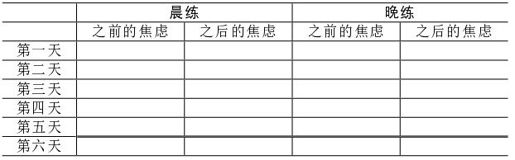 晨练 晚练
之前的焦虑 之后的焦虑 之前的焦虑 之后的焦虑
第一天
第二天
第三天
第四天
第五天
第六天